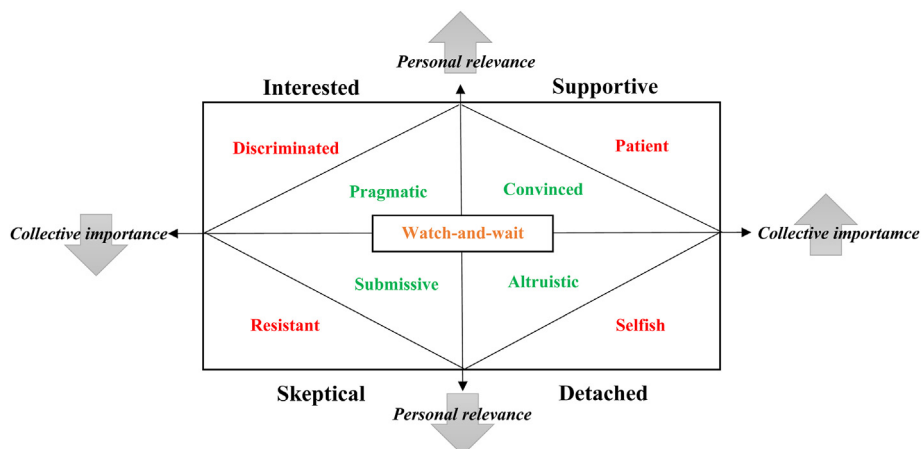 Personal relevance
Interested
Supportive
Discriminated
Patient
Pragmatic
Convinced
Collective importance
Watch-and-wait
Collective importamce
Submissive
Altruistic
Resistant
Selfish
Skeptical
Detached
Personal relevance